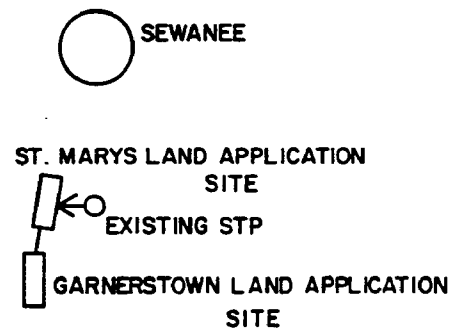 SEWANEE
ST. MARYS LAND APPLICATION
SITE
EXISTING STP
GARNERSTOWN LAND APPLICATION
SITE